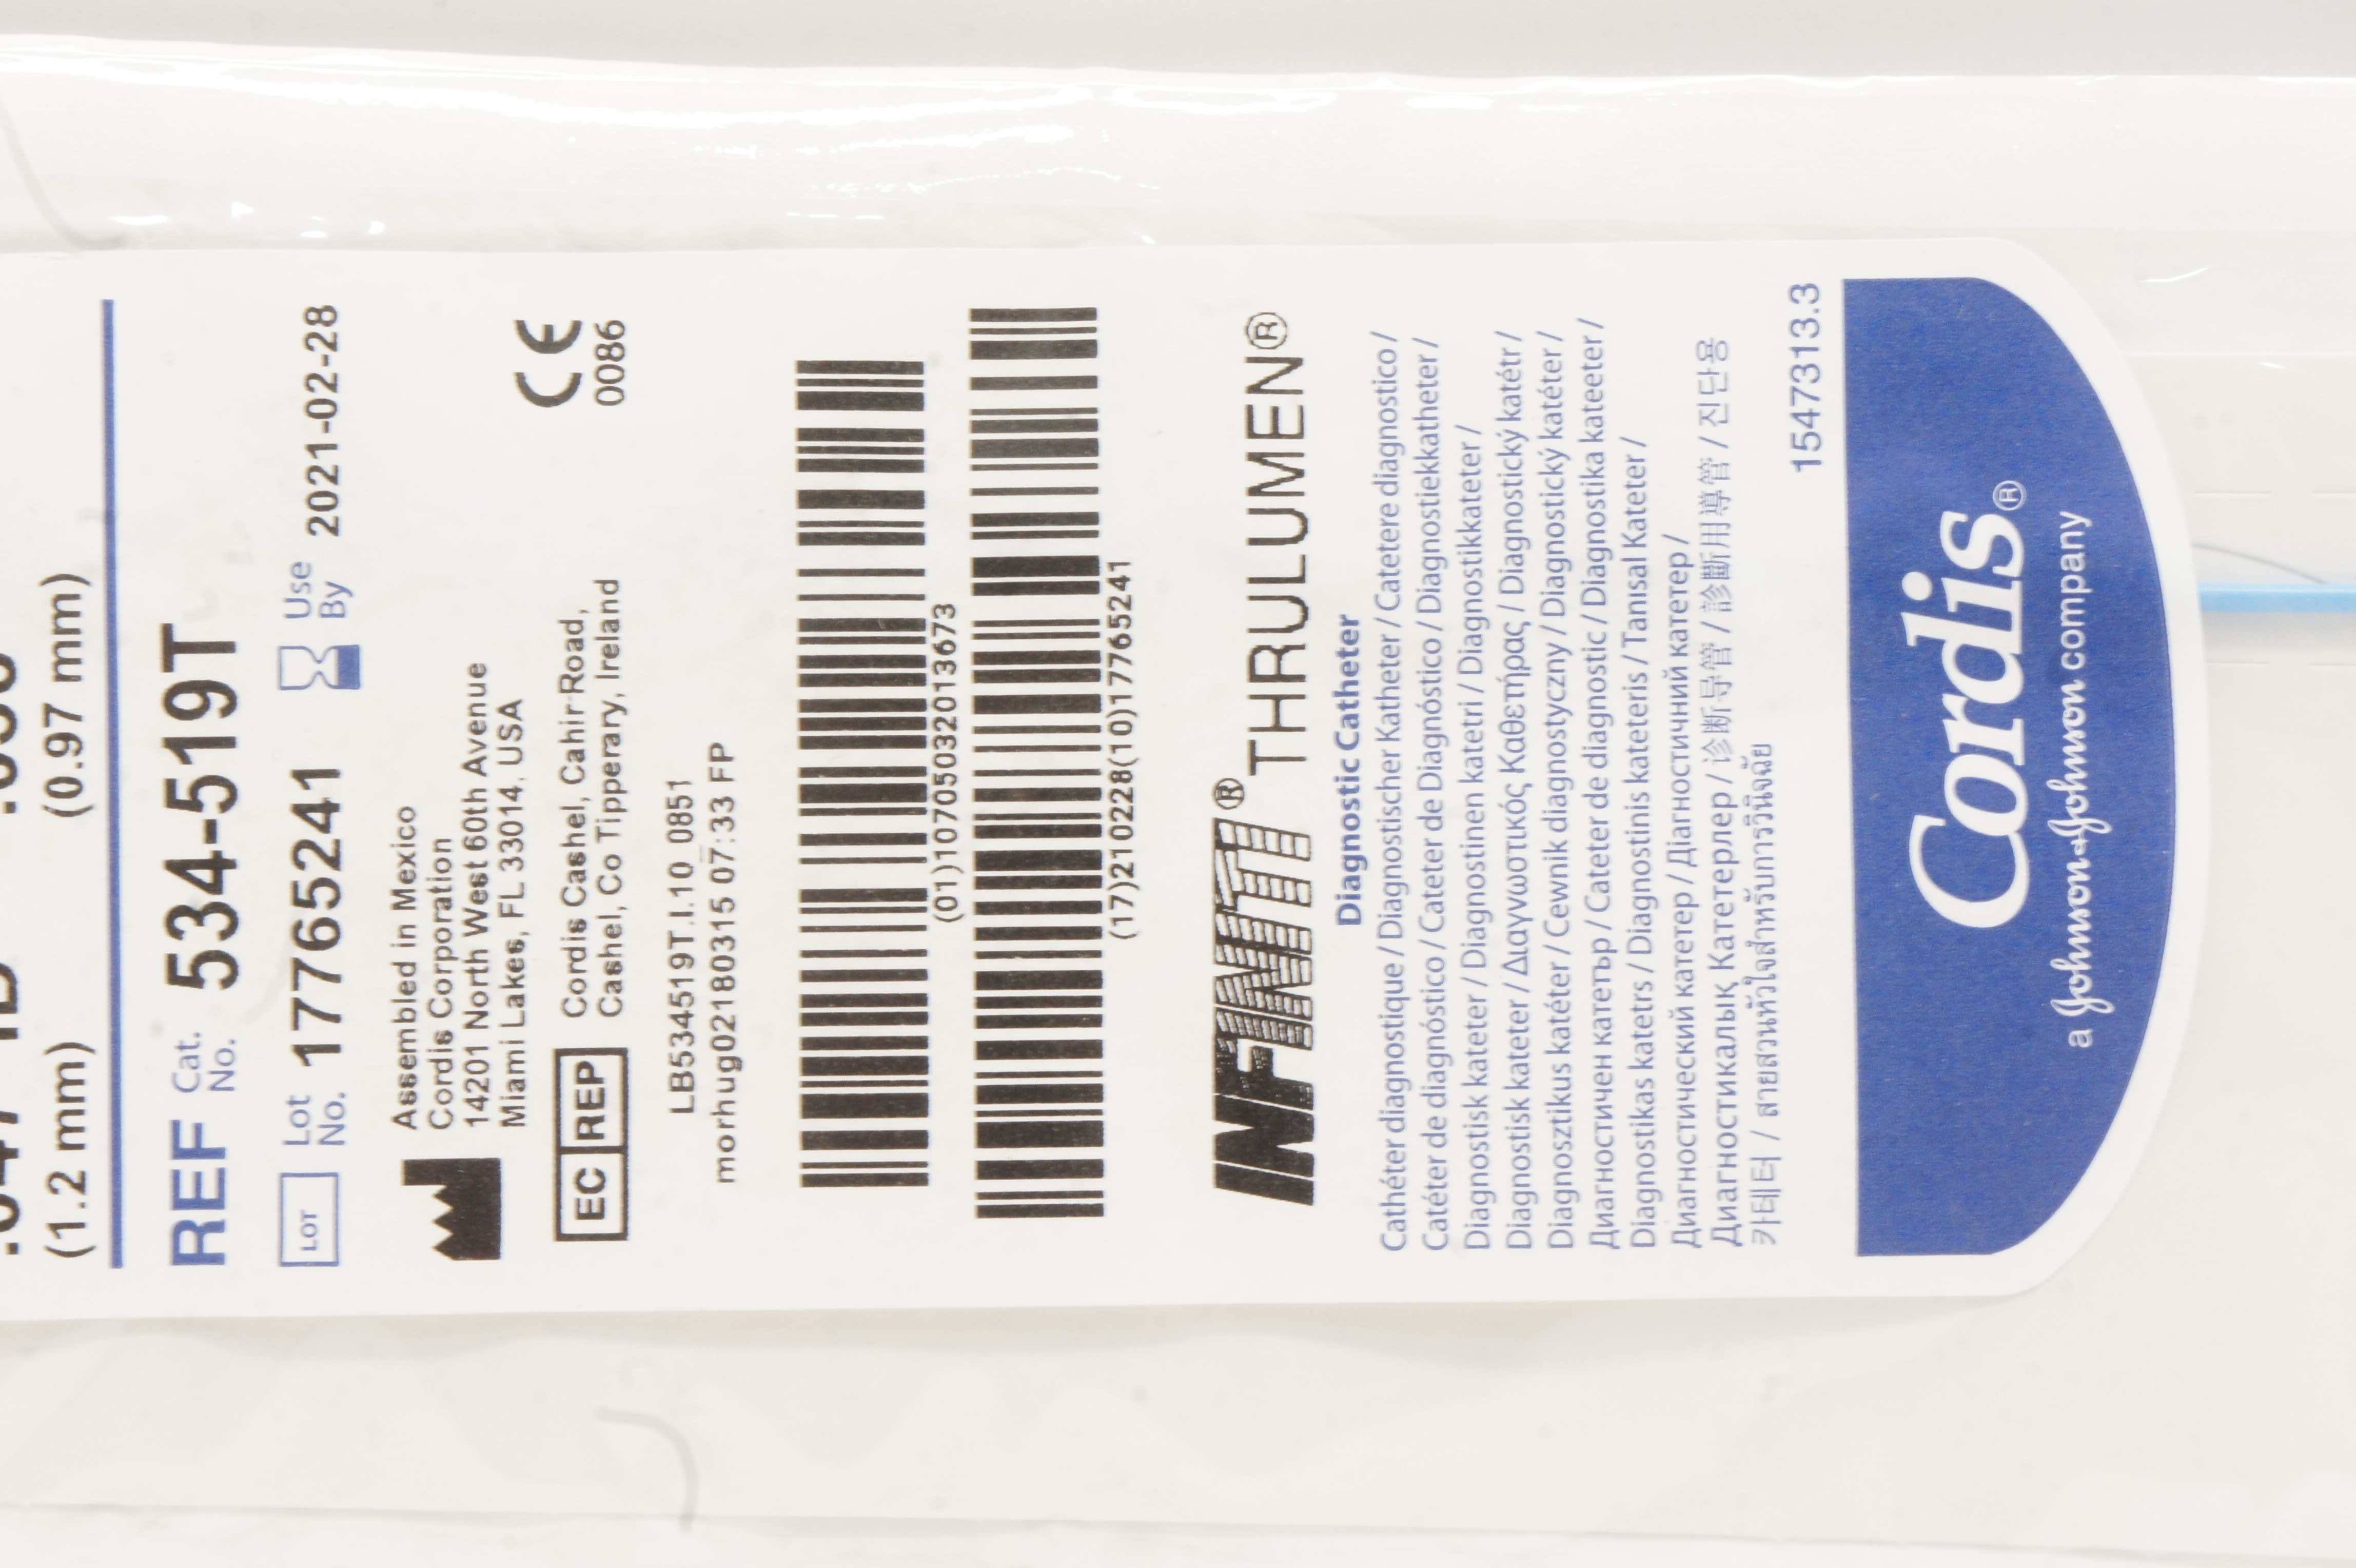 (1.2 mm) (0.97 mm)
REF Cat. No. 534-519T
LOT Lot No. 17765241 Use By 2021-02-28
Assembled in Mexico
Cordis Corporation
14201 North West 60th Avenue
Miami Lakes, FL 33014, USA
CE
0086
EC REP Cordis Cashel, Cahir Road,
Cashel, Co Tipperary, Ireland
LB534519T.I.10_0851
morhug02180315 07:33 FP
(01)10705032013673
(17)210228(10)17765241
INFINITI® THRULUMEN®
Diagnostic Catheter
Cathéter diagnostique / Diagnostischer Katheter / Catetere diagnostico /
Catéter de diagnóstico / Cateter de Diagnóstico / Diagnostiekkatheter /
Diagnostisk kateter / Diagnostinen katetri / Diagnostikkateter /
Diagnostisk kateter / Διαγνωστικός Καθετήρας / Diagnostický katétr /
Diagnosztikus katéter / Cewnik diagnostyczny / Diagnostický katéter /
Диагностичен катетър / Cateter de diagnostic / Diagnostika kateeter /
Diagnostikas katetrs / Diagnostinis kateteris / Tanısal Kateter /
Диагностический катетер / Діагностичний катетер /
Диагностикалық Катетерлер / 诊断导管 / 診斷用導管 / 진단용
카테터 / สายสวนหัวใจสำหรับการวินิจฉัย
15473313.3
Cordis®
a Johnson&Johnson company